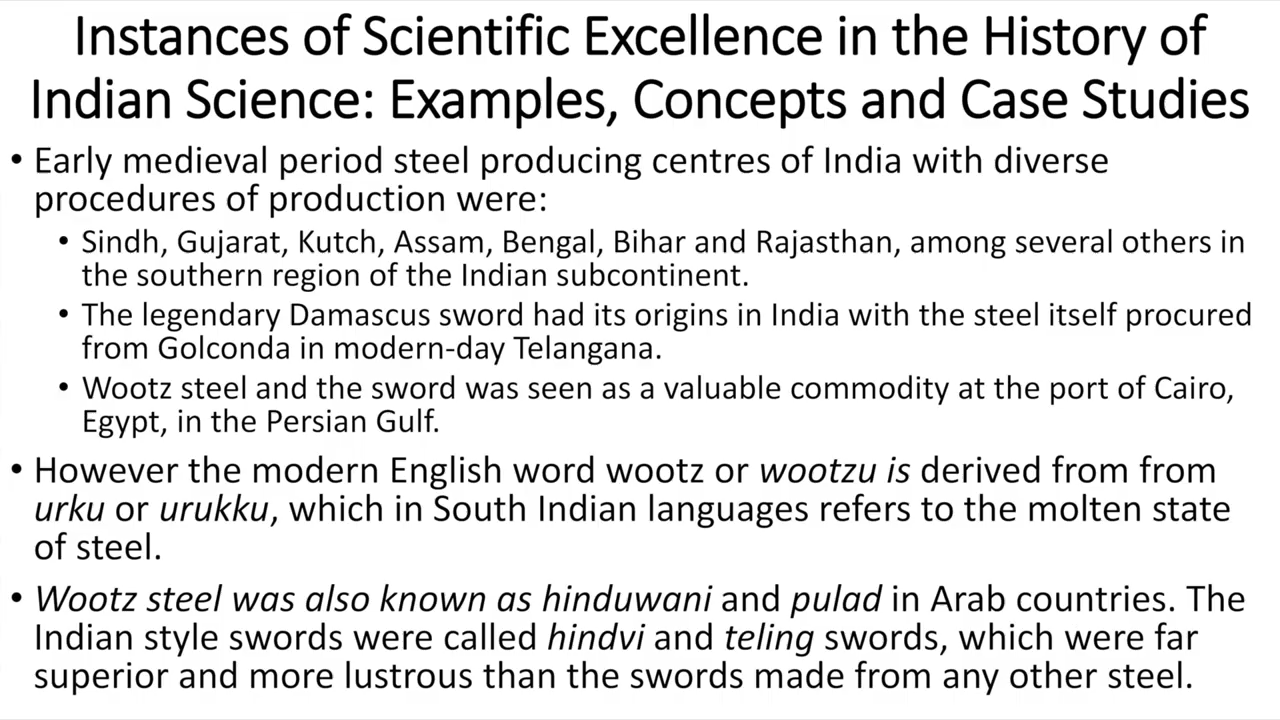 Instances of Scientific Excellence in the History of
Indian Science: Examples, Concepts and Case Studies
• Early medieval period steel producing centres of India with diverse
procedures of production were:
• Sindh, Gujarat, Kutch, Assam, Bengal, Bihar and Rajasthan, among several others in
the southern region of the Indian subcontinent.
• The legendary Damascus sword had its origins in India with the steel itself procured
from Golconda in modern-day Telangana.
• Wootz steel and the sword was seen as a valuable commodity at the port of Cairo,
Egypt, in the Persian Gulf.
• However the modern English word wootz or wootzu is derived from from
urku or urukku, which in South Indian languages refers to the molten state
of steel.
• Wootz steel was also known as hinduwani and pulad in Arab countries. The
Indian style swords were called hindvi and teling swords, which were far
superior and more lustrous than the swords made from any other steel.